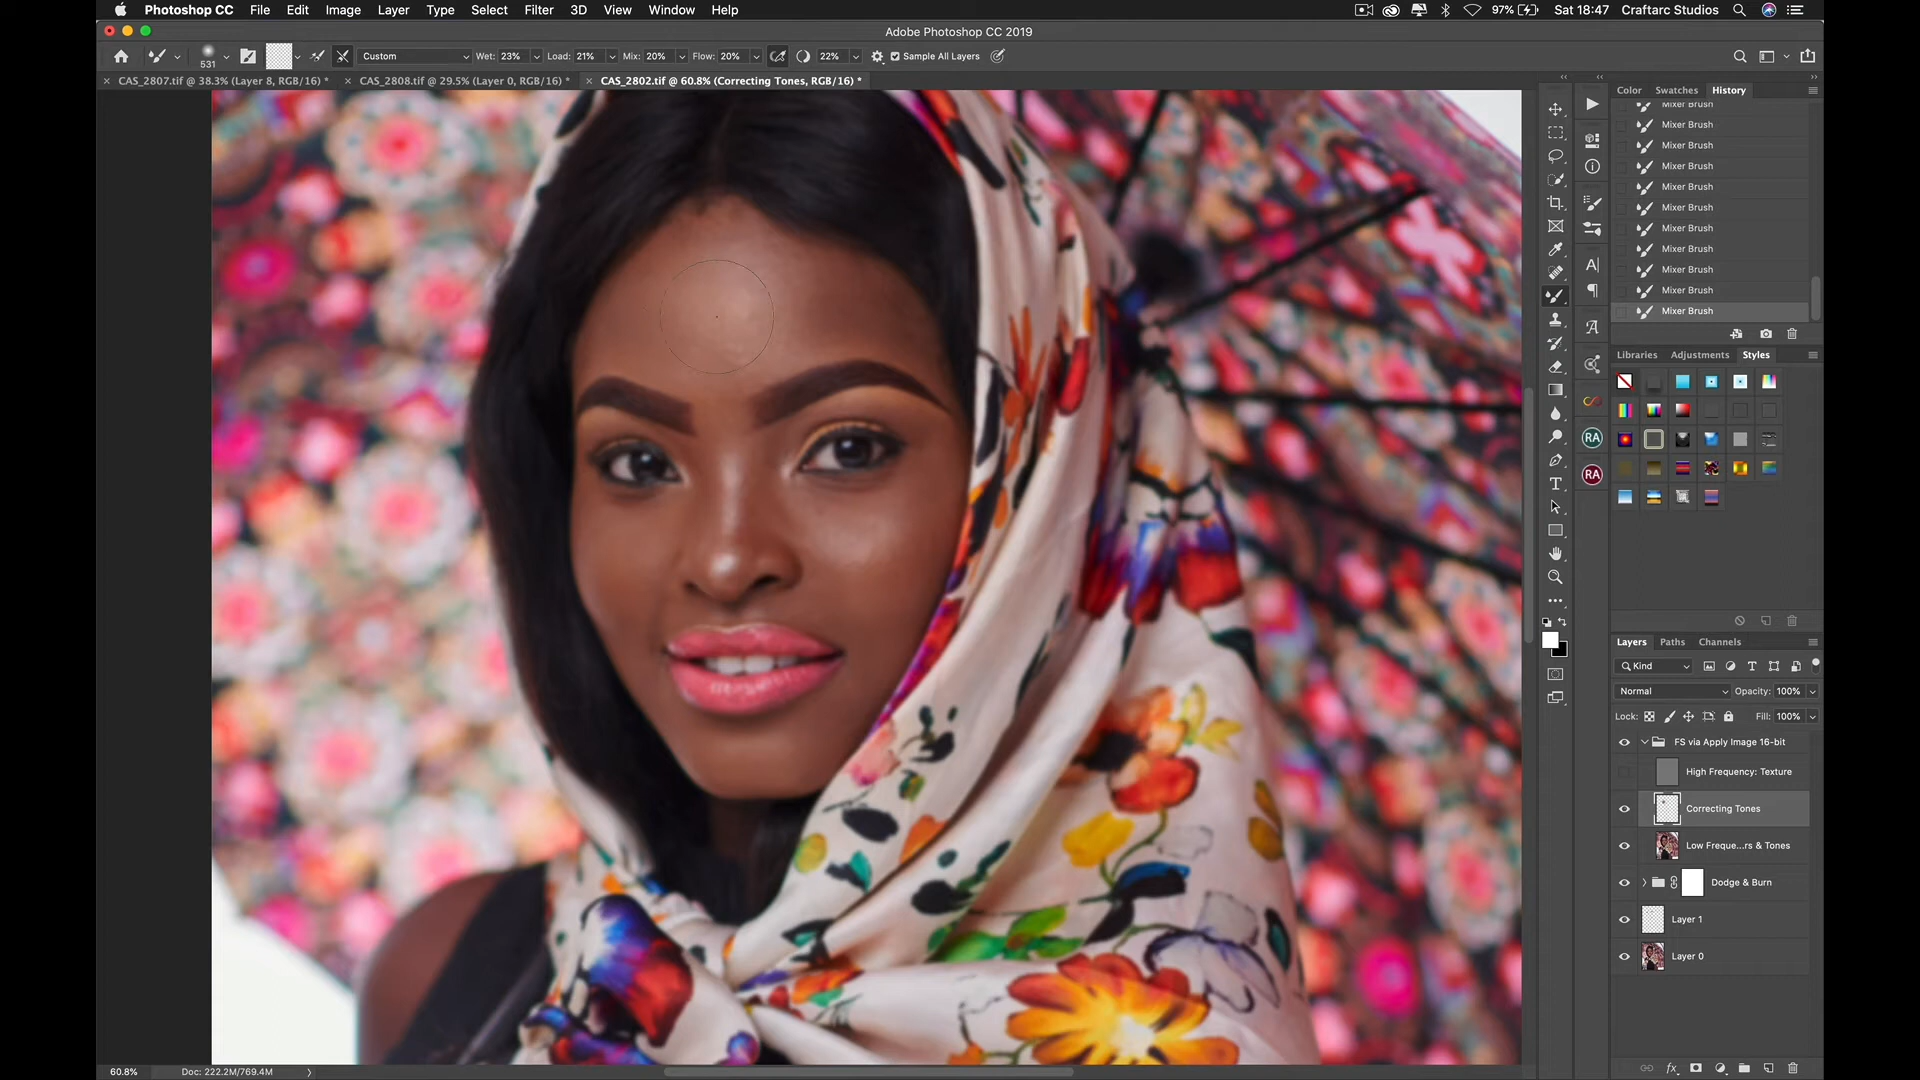 Photoshop CC File Edit Image Layer Type Select Filter 3D View Window Help 97% Sat 18:47 Craftarc Studios
Adobe Photoshop CC 2019
531 Custom Wet: 23% Load: 21% Mix: 20% Flow: 20% 22% Sample All Layers
CAS_2807.tif @ 38.3% (Layer 8, RGB/16) * CAS_2808.tif @ 29.5% (Layer 0, RGB/16) * CAS_2802.tif @ 60.8% (Correcting Tones, RGB/16) *
Color Swatches History
Mixer Brush
Mixer Brush
Mixer Brush
Mixer Brush
Mixer Brush
Mixer Brush
Mixer Brush
Mixer Brush
Mixer Brush
Mixer Brush
Mixer Brush
Libraries Adjustments Styles
RA
RA
Layers Paths Channels
Kind
Normal Opacity: 100%
Lock: Fill: 100%
FS via Apply Image 16-bit
High Frequency: Texture
Correcting Tones
Low Freque...rs & Tones
Dodge & Burn
Layer 1
Layer 0
60.8% Doc: 222.2M/769.4M